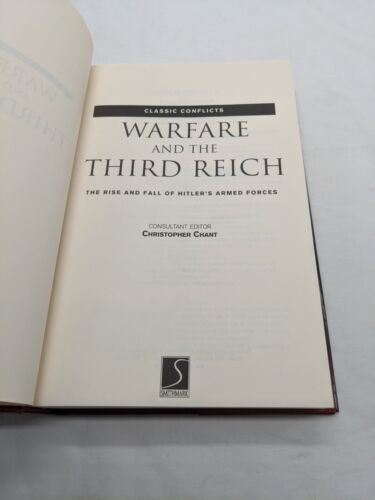 CLASSIC CONFLICTS
WARFARE
AND THE
THIRD REICH
THE RISE AND FALL OF HITLER'S ARMED FORCES
CONSULTANT EDITOR
CHRISTOPHER CHANT
S
SMITHMARK